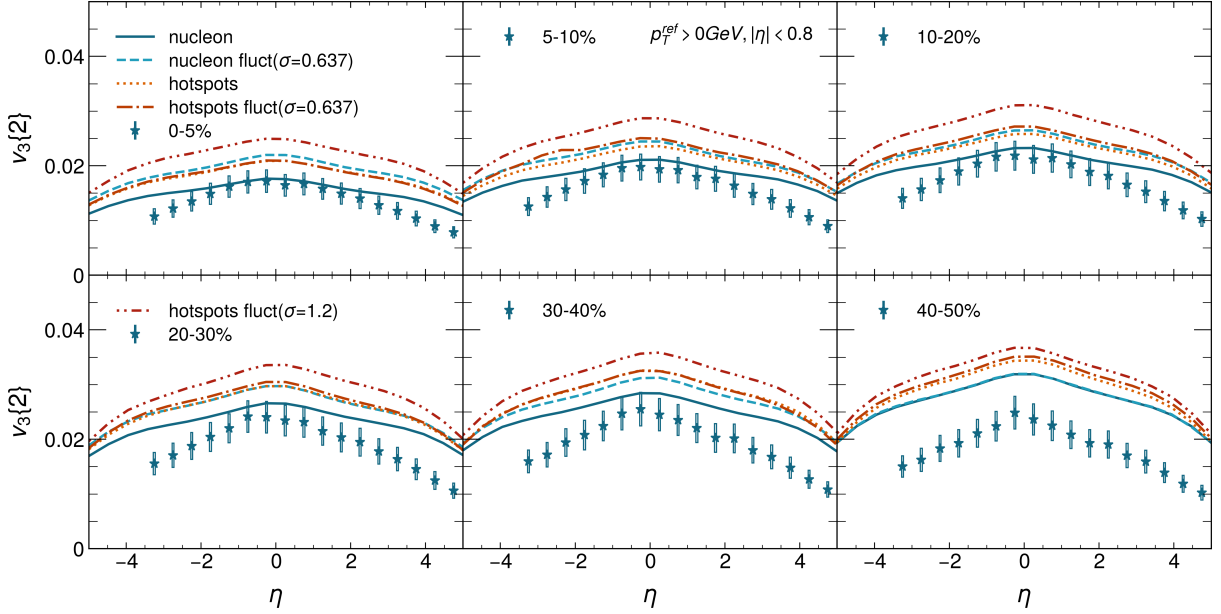 0.04
0.02
0
v₃{2}
nucleon
nucleon fluct(σ=0.637)
hotspots
hotspots fluct(σ=0.637)
0-5%
5-10%
p_T^{ref} > 0GeV, |η| < 0.8
10-20%
0.04
0.02
0
v₃{2}
hotspots fluct(σ=1.2)
20-30%
30-40%
40-50%
−4 −2 0 2 4
−4 −2 0 2 4
−4 −2 0 2 4
η
η
η